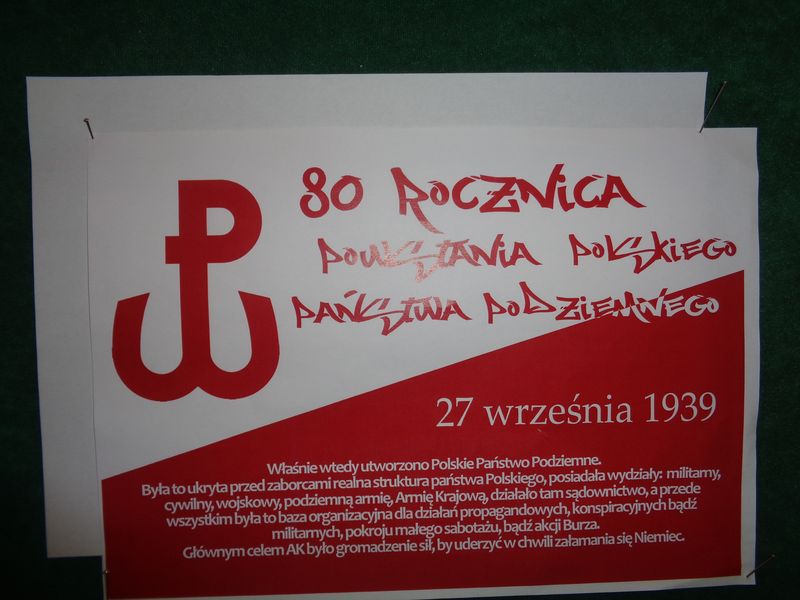 80 Rocznica
Powstania Polskiego
Państwa Podziemnego
27 września 1939
Właśnie wtedy utworzono Polskie Państwo Podziemne.
Była to ukryta przed zaborcami realna struktura państwa Polskiego, posiadała wydziały: militarny,
cywilny, wojskowy, podziemną armię, Armię Krajową, działało tam sądownictwo, a przede
wszystkim była to baza organizacyjna dla działań propagandowych, konspiracyjnych bądź
militarnych, pokroju małego sabotażu, bądź akcji Burza.
Głównym celem AK było gromadzenie sił, by uderzyć w chwili załamania się Niemiec.